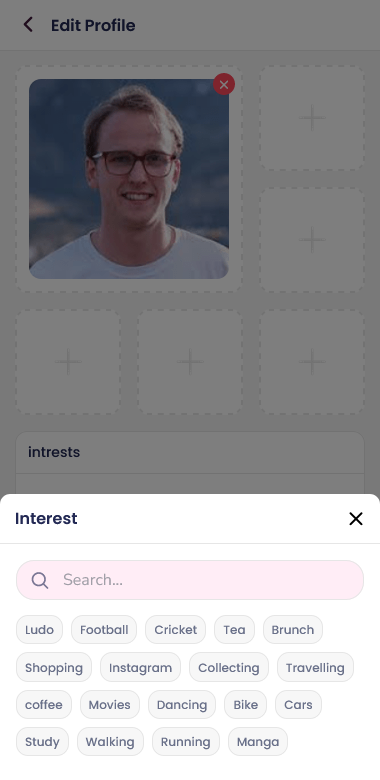 Edit Profile
intrests
Interest
Search...
Ludo Football Cricket Tea Brunch
Shopping Instagram Collecting Travelling
coffee Movies Dancing Bike Cars
Study Walking Running Manga